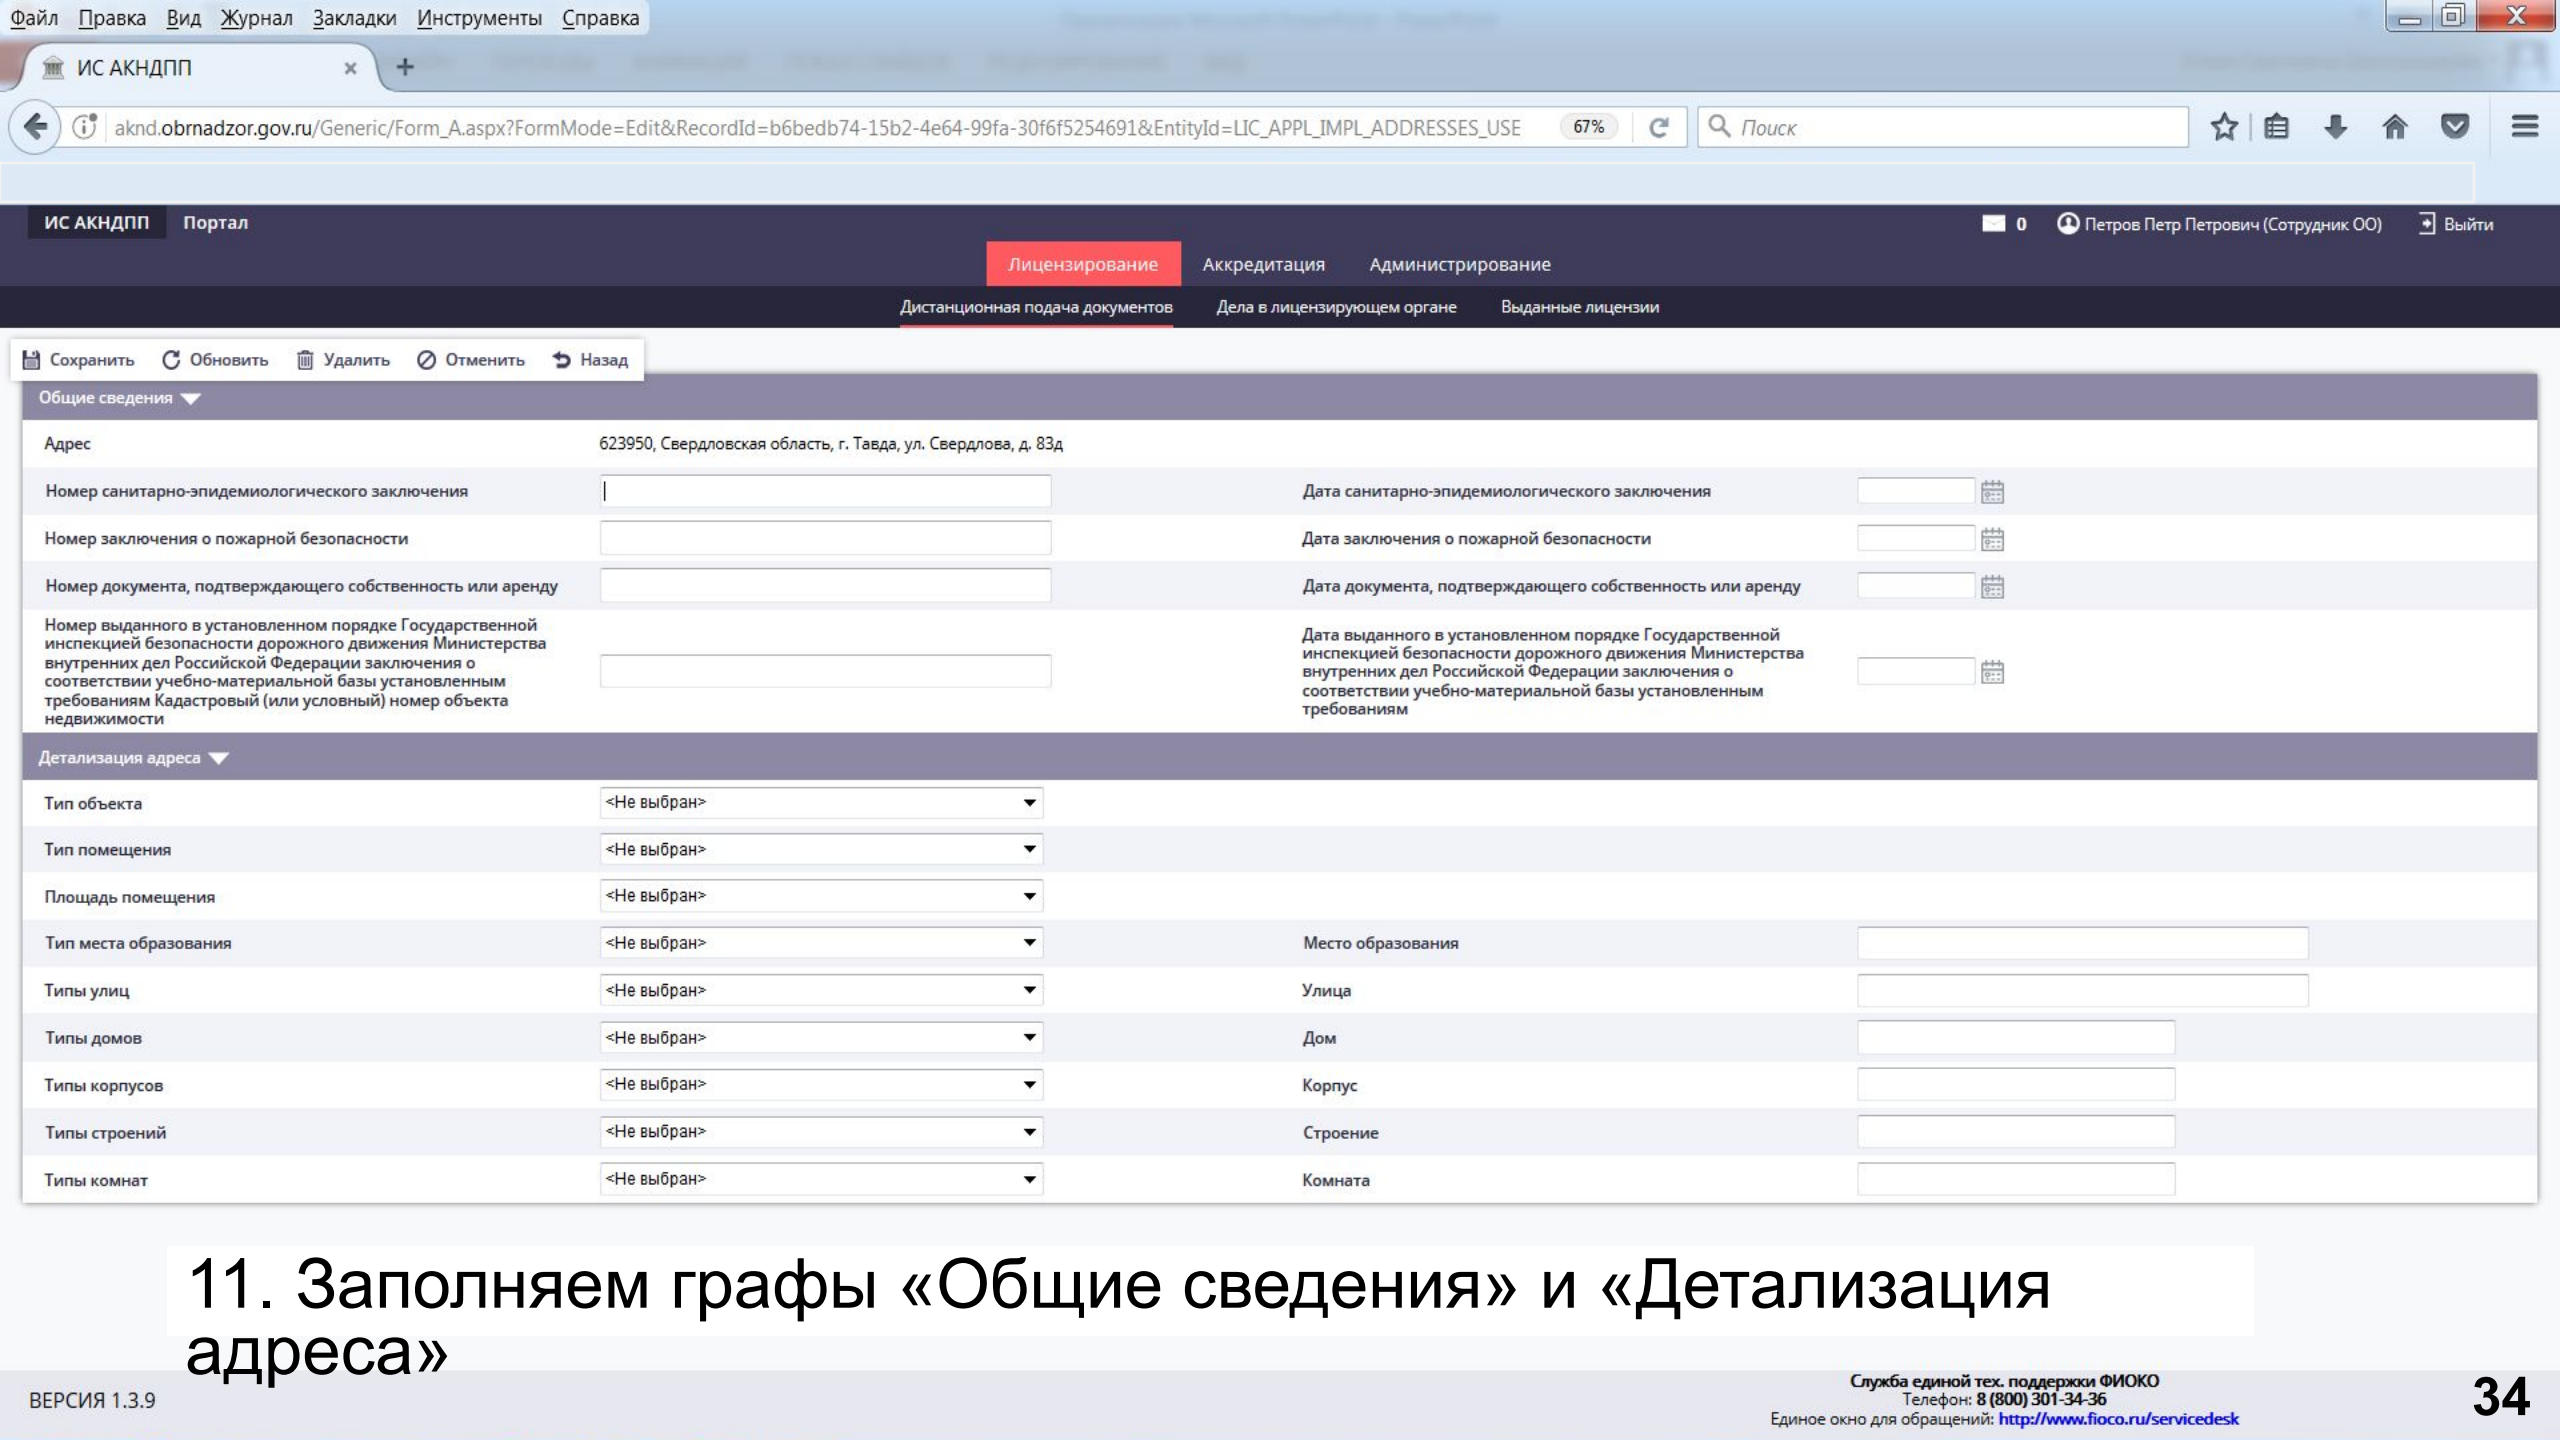 Файл Правка Вид Журнал Закладки Инструменты Справка
ИС АКНДПП
aknd.obrnadzor.gov.ru/Generic/Form_A.aspx?FormMode=Edit&RecordId=b6bedb74-15b2-4e64-99fa-30f6f5254691&EntityId=LIC_APPL_IMPL_ADDRESSES_USE 67% Поиск
ИС АКНДПП Портал 0 Петров Петр Петрович (Сотрудник ОО) Выйти
Лицензирование Аккредитация Администрирование
Дистанционная подача документов Дела в лицензирующем органе Выданные лицензии
Сохранить Обновить Удалить Отменить Назад
Общие сведения
Адрес 623950, Свердловская область, г. Тавда, ул. Свердлова, д. 83д
Номер санитарно-эпидемиологического заключения Дата санитарно-эпидемиологического заключения
Номер заключения о пожарной безопасности Дата заключения о пожарной безопасности
Номер документа, подтверждающего собственность или аренду Дата документа, подтверждающего собственность или аренду
Номер выданного в установленном порядке Государственной
инспекцией безопасности дорожного движения Министерства
внутренних дел Российской Федерации заключения о
соответствии учебно-материальной базы установленным
требованиям Кадастровый (или условный) номер объекта
недвижимости
Дата выданного в установленном порядке Государственной
инспекцией безопасности дорожного движения Министерства
внутренних дел Российской Федерации заключения о
соответствии учебно-материальной базы установленным
требованиям
Детализация адреса
Тип объекта <Не выбран>
Тип помещения <Не выбран>
Площадь помещения <Не выбран>
Тип места образования <Не выбран> Место образования
Типы улиц <Не выбран> Улица
Типы домов <Не выбран> Дом
Типы корпусов <Не выбран> Корпус
Типы строений <Не выбран> Строение
Типы комнат <Не выбран> Комната
11. Заполняем графы «Общие сведения» и «Детализация
адреса»
ВЕРСИЯ 1.3.9
Служба единой тех. поддержки ФИОКО
Телефон: 8 (800) 301-34-36
Единое окно для обращений: http://www.fioco.ru/servicedesk
34